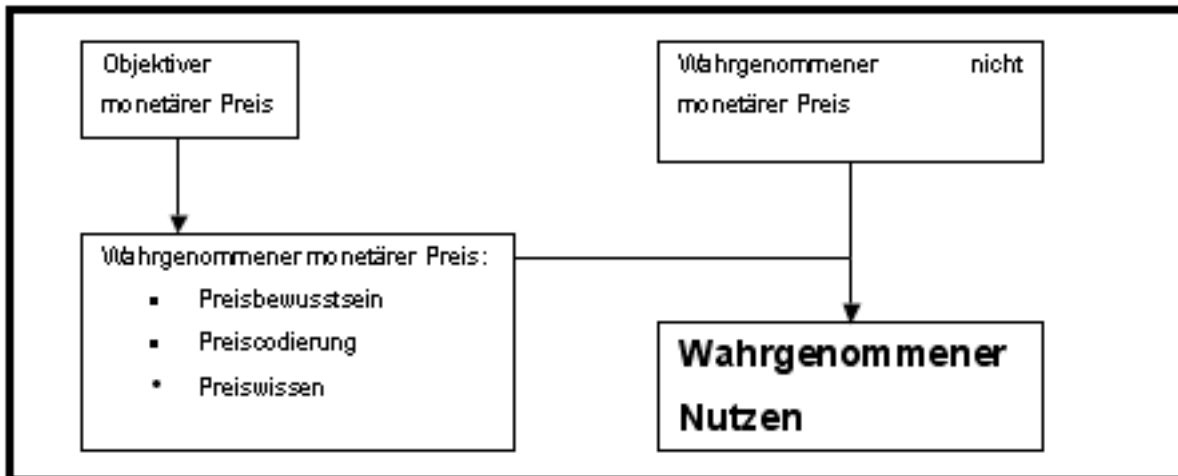 Objektiver
monetärer Preis
Wahrgenommener nicht
monetärer Preis
Wahrgenommener monetärer Preis:
▪ Preisbewusstsein
▪ Preiscodierung
• Preiswissen
Wahrgenommener
Nutzen